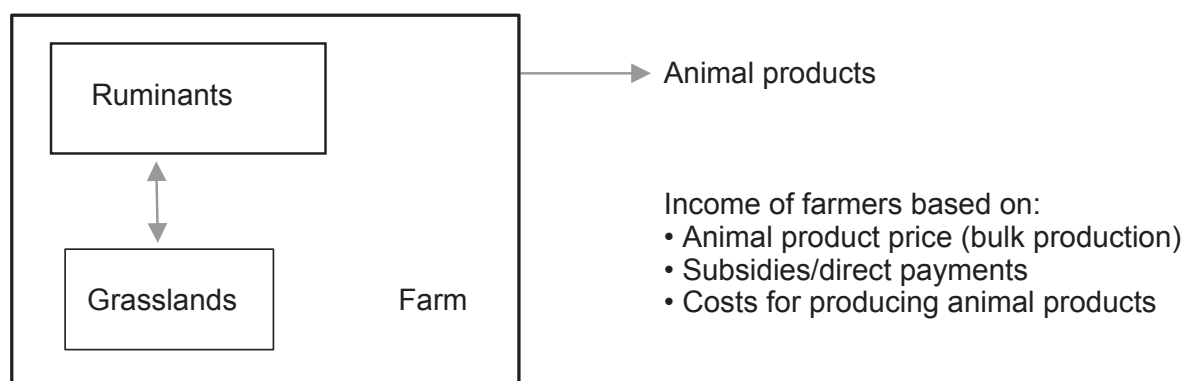 Ruminants
Animal products
Grasslands
Farm
Income of farmers based on:
• Animal product price (bulk production)
• Subsidies/direct payments
• Costs for producing animal products